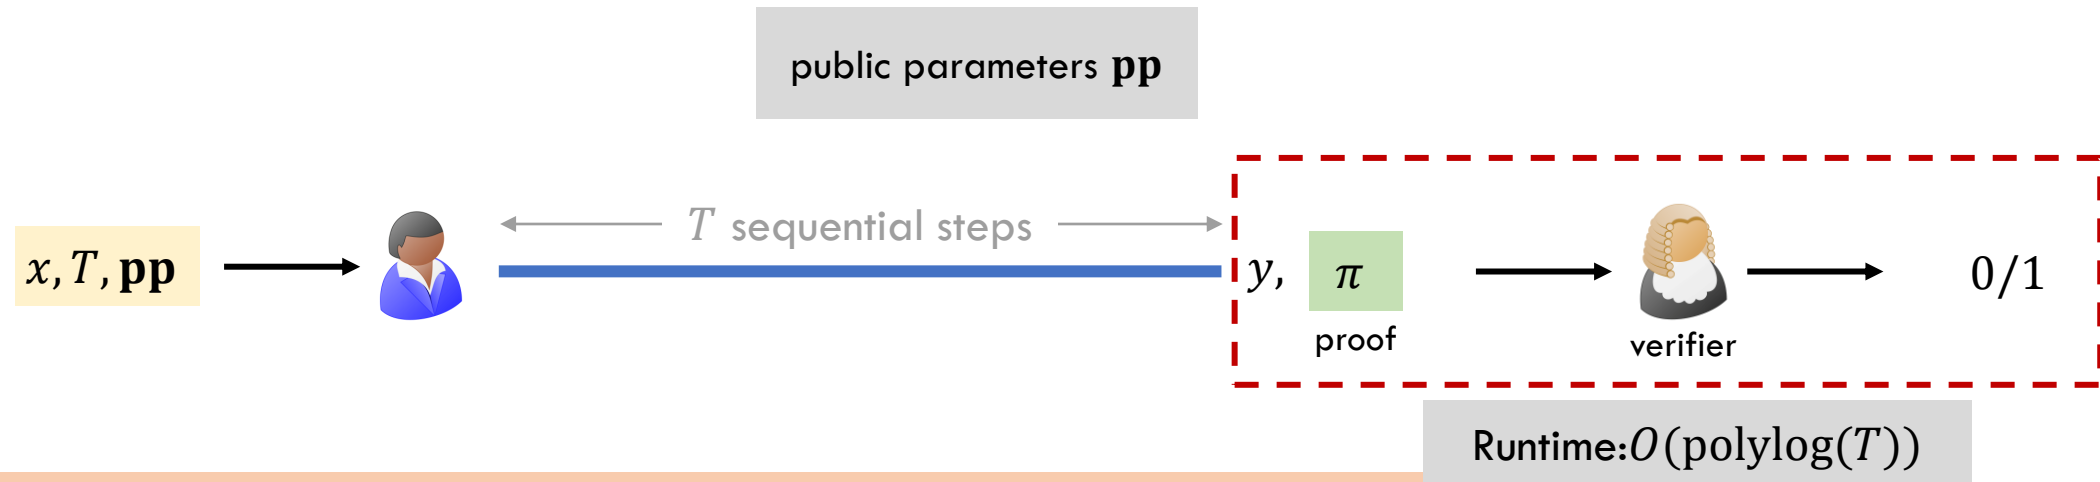 public parameters pp
T sequential steps
x, T, pp
y, π
0/1
proof
verifier
Runtime:O(polylog(T))